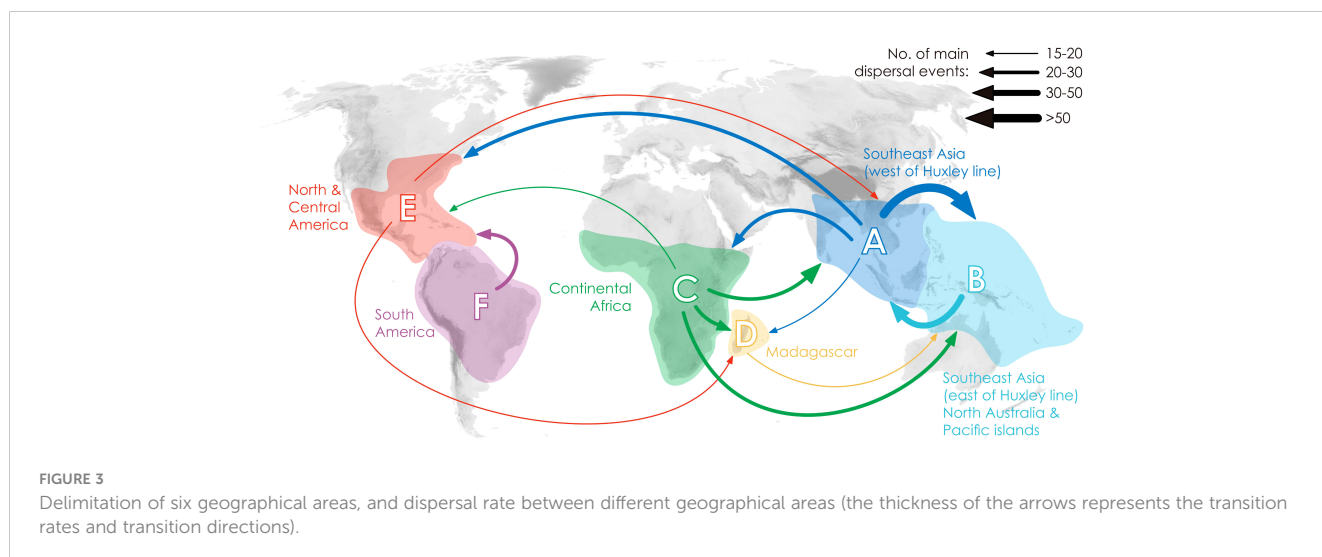 No. of main
dispersal events:
15-20
20-30
30-50
>50
Southeast Asia
(west of Huxley line)
North &
Central
America
E
A
B
F
C
D
South
America
Continental
Africa
Madagascar
Southeast Asia
(east of Huxley line)
North Australia &
Pacific islands
FIGURE 3
Delimitation of six geographical areas, and dispersal rate between different geographical areas (the thickness of the arrows represents the transition
rates and transition directions).